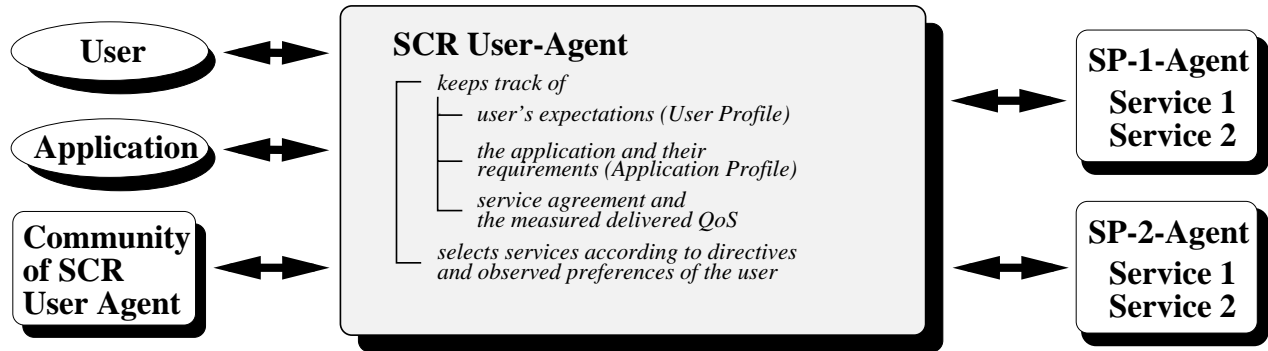 User
Application
Community
of SCR
User Agent
SCR User-Agent
keeps track of
user's expectations (User Profile)
the application and their
requirements (Application Profile)
service agreement and
the measured delivered QoS
selects services according to directives
and observed preferences of the user
SP-1-Agent
Service 1
Service 2
SP-2-Agent
Service 1
Service 2